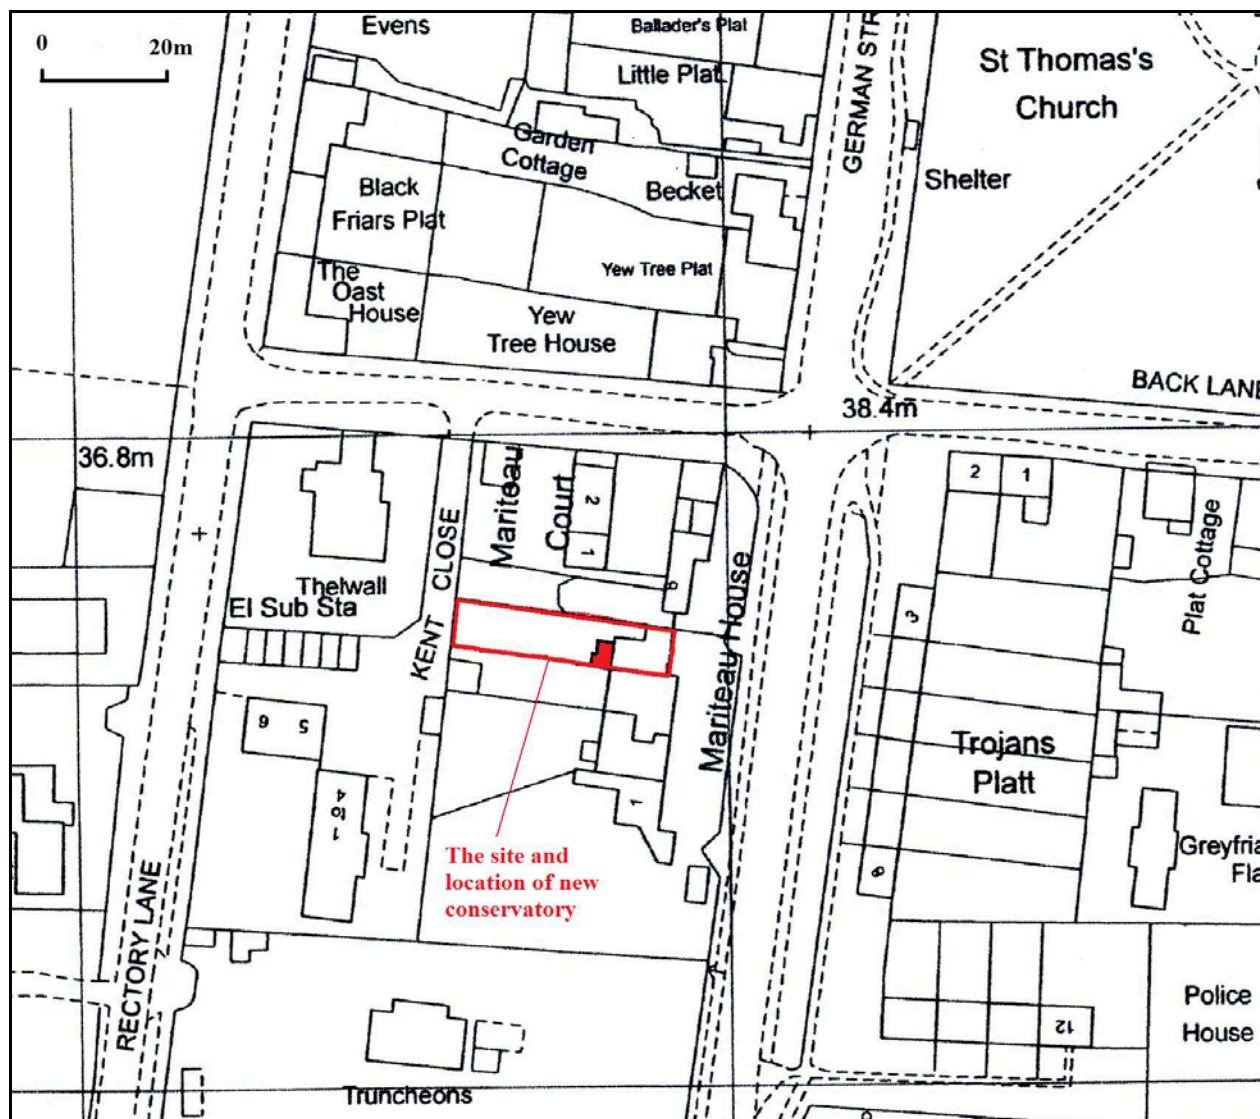 0 20m
Evens
Ballader's Plat
Little Plat
GERMAN STR
St Thomas's
Church
Garden
Cottage
Black
Friars Plat
Becket
Shelter
The
Oast
House
Yew Tree Plat
Yew
Tree House
BACK LANE
38.4m
36.8m
Mariteau
Court
2
1
2
1
KENT CLOSE
Thelwall
El Sub Sta
9
Mariteau House
Plat Cottage
3
6 5
4 to 1
Trojans
Platt
1
The site and
location of new
conservatory
8
Greyfria
Fla
RECTORY LANE
Police
House
12
Truncheons